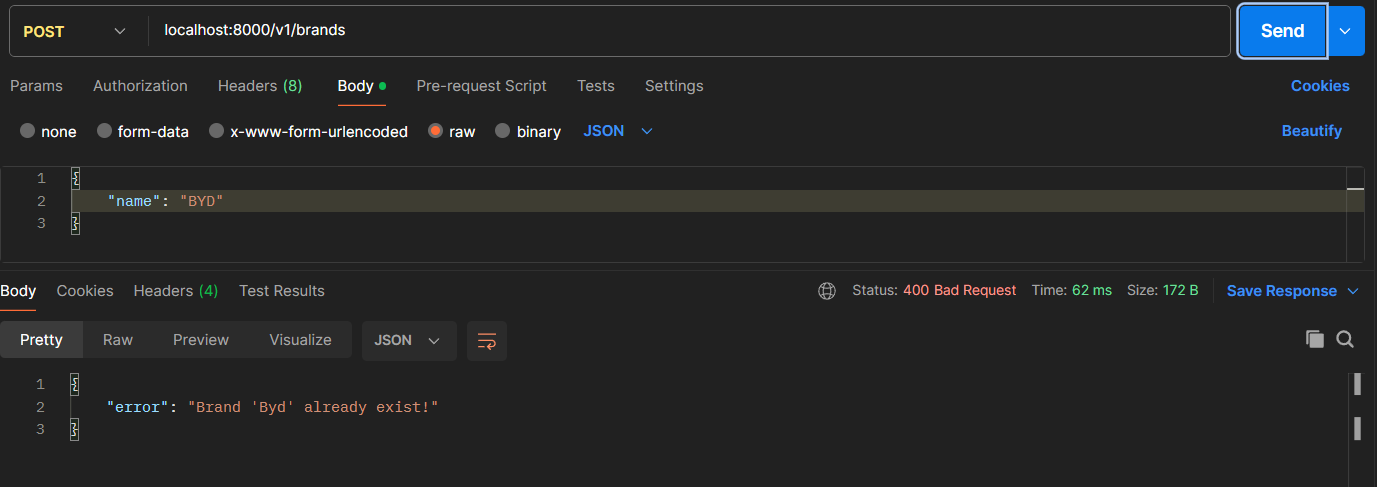 POST localhost:8000/v1/brands Send
Params Authorization Headers (8) Body Pre-request Script Tests Settings Cookies
none form-data x-www-form-urlencoded raw binary JSON Beautify
1 {
2 "name": "BYD"
3 }
Body Cookies Headers (4) Test Results Status: 400 Bad Request Time: 62 ms Size: 172 B Save Response
Pretty Raw Preview Visualize JSON
1 {
2 "error": "Brand 'Byd' already exist!"
3 }